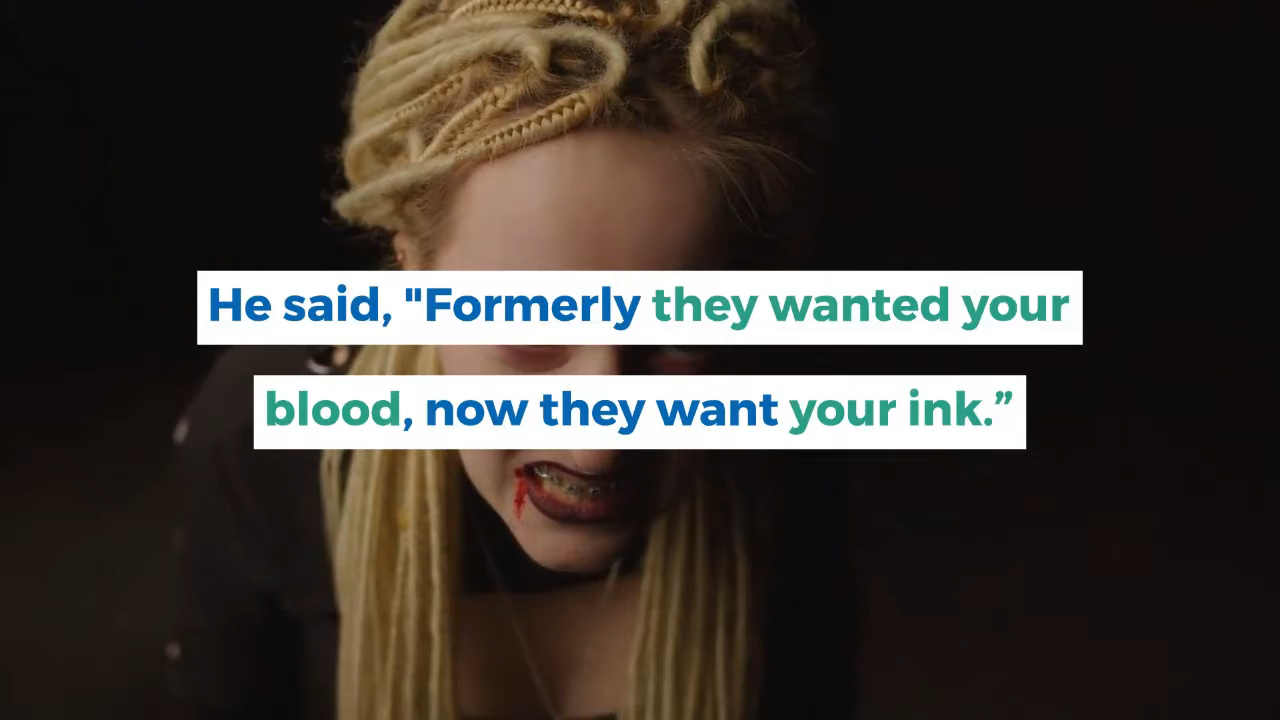 He said, "Formerly they wanted your
blood, now they want your ink.”